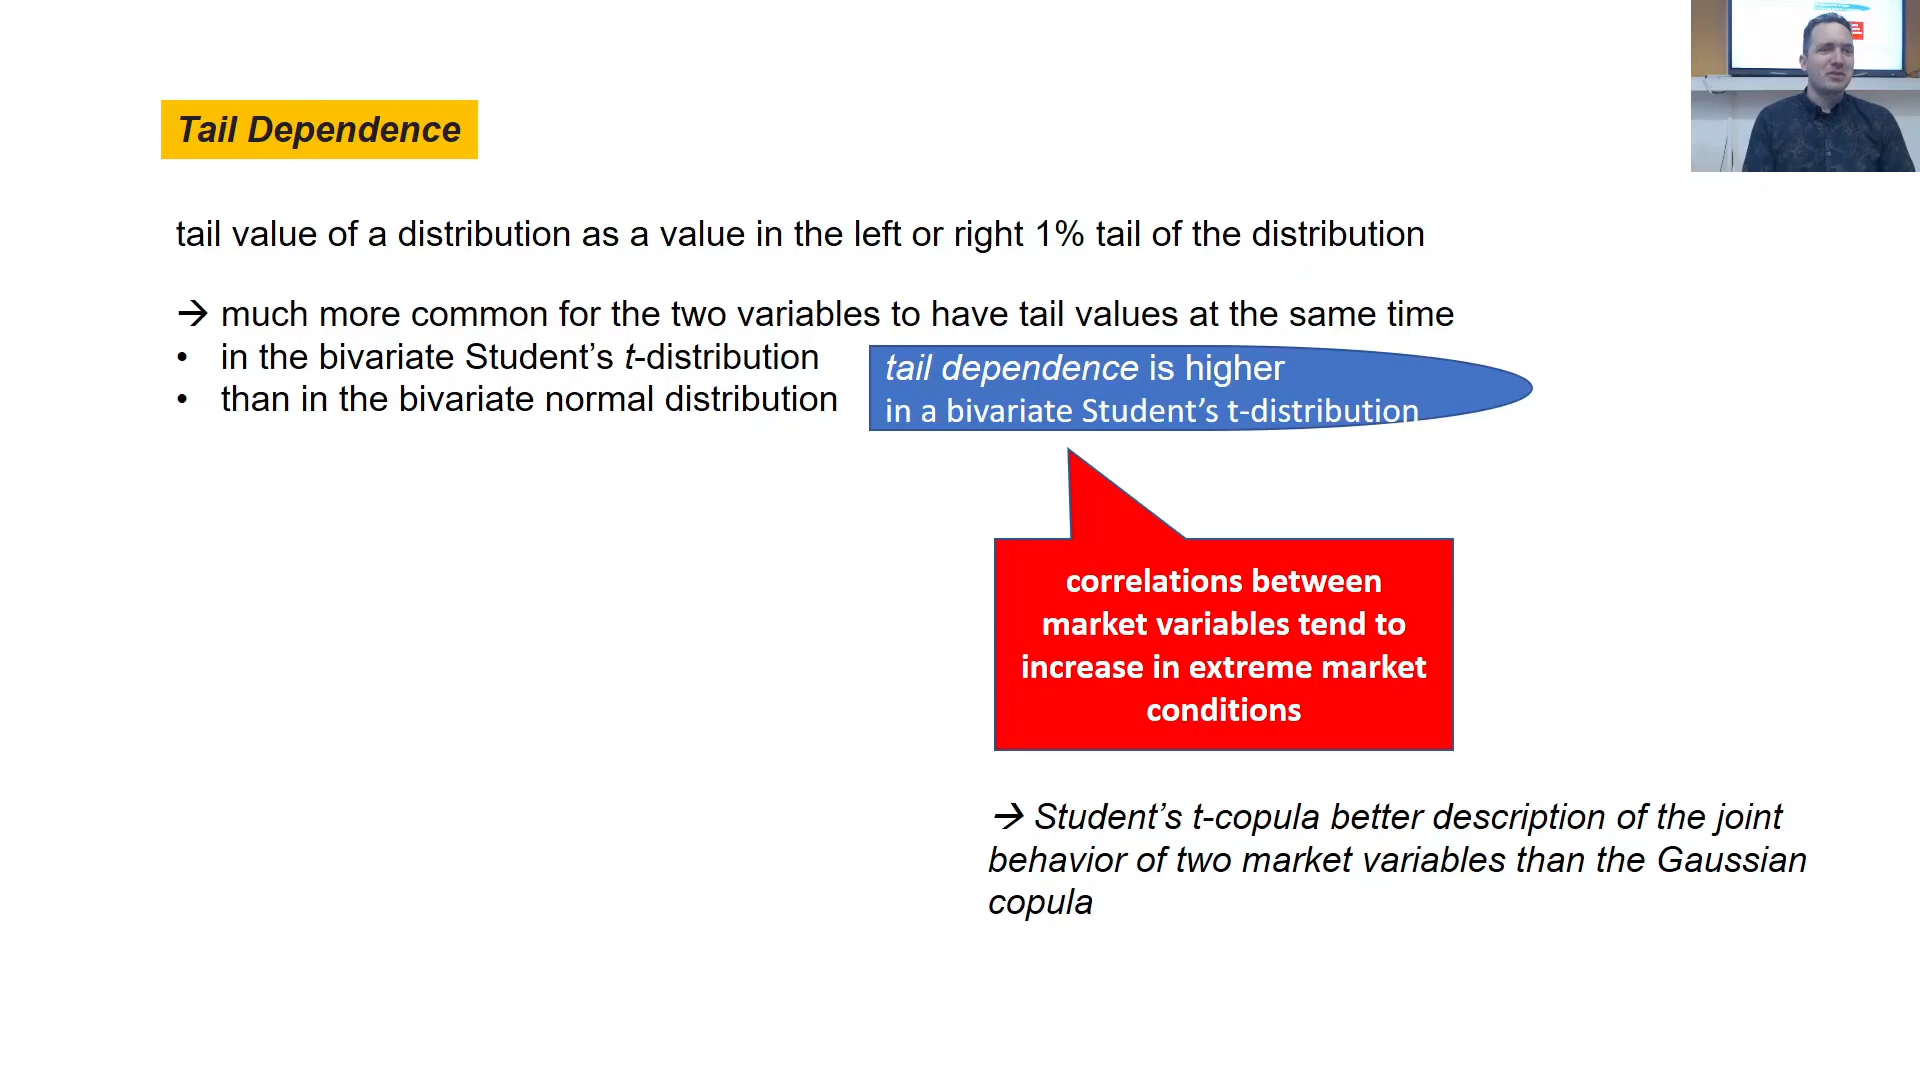 Tail Dependence
tail value of a distribution as a value in the left or right 1% tail of the distribution
→ much more common for the two variables to have tail values at the same time
• in the bivariate Student’s t-distribution
• than in the bivariate normal distribution
tail dependence is higher
in a bivariate Student’s t-distribution
correlations between
market variables tend to
increase in extreme market
conditions
→ Student’s t-copula better description of the joint
behavior of two market variables than the Gaussian
copula